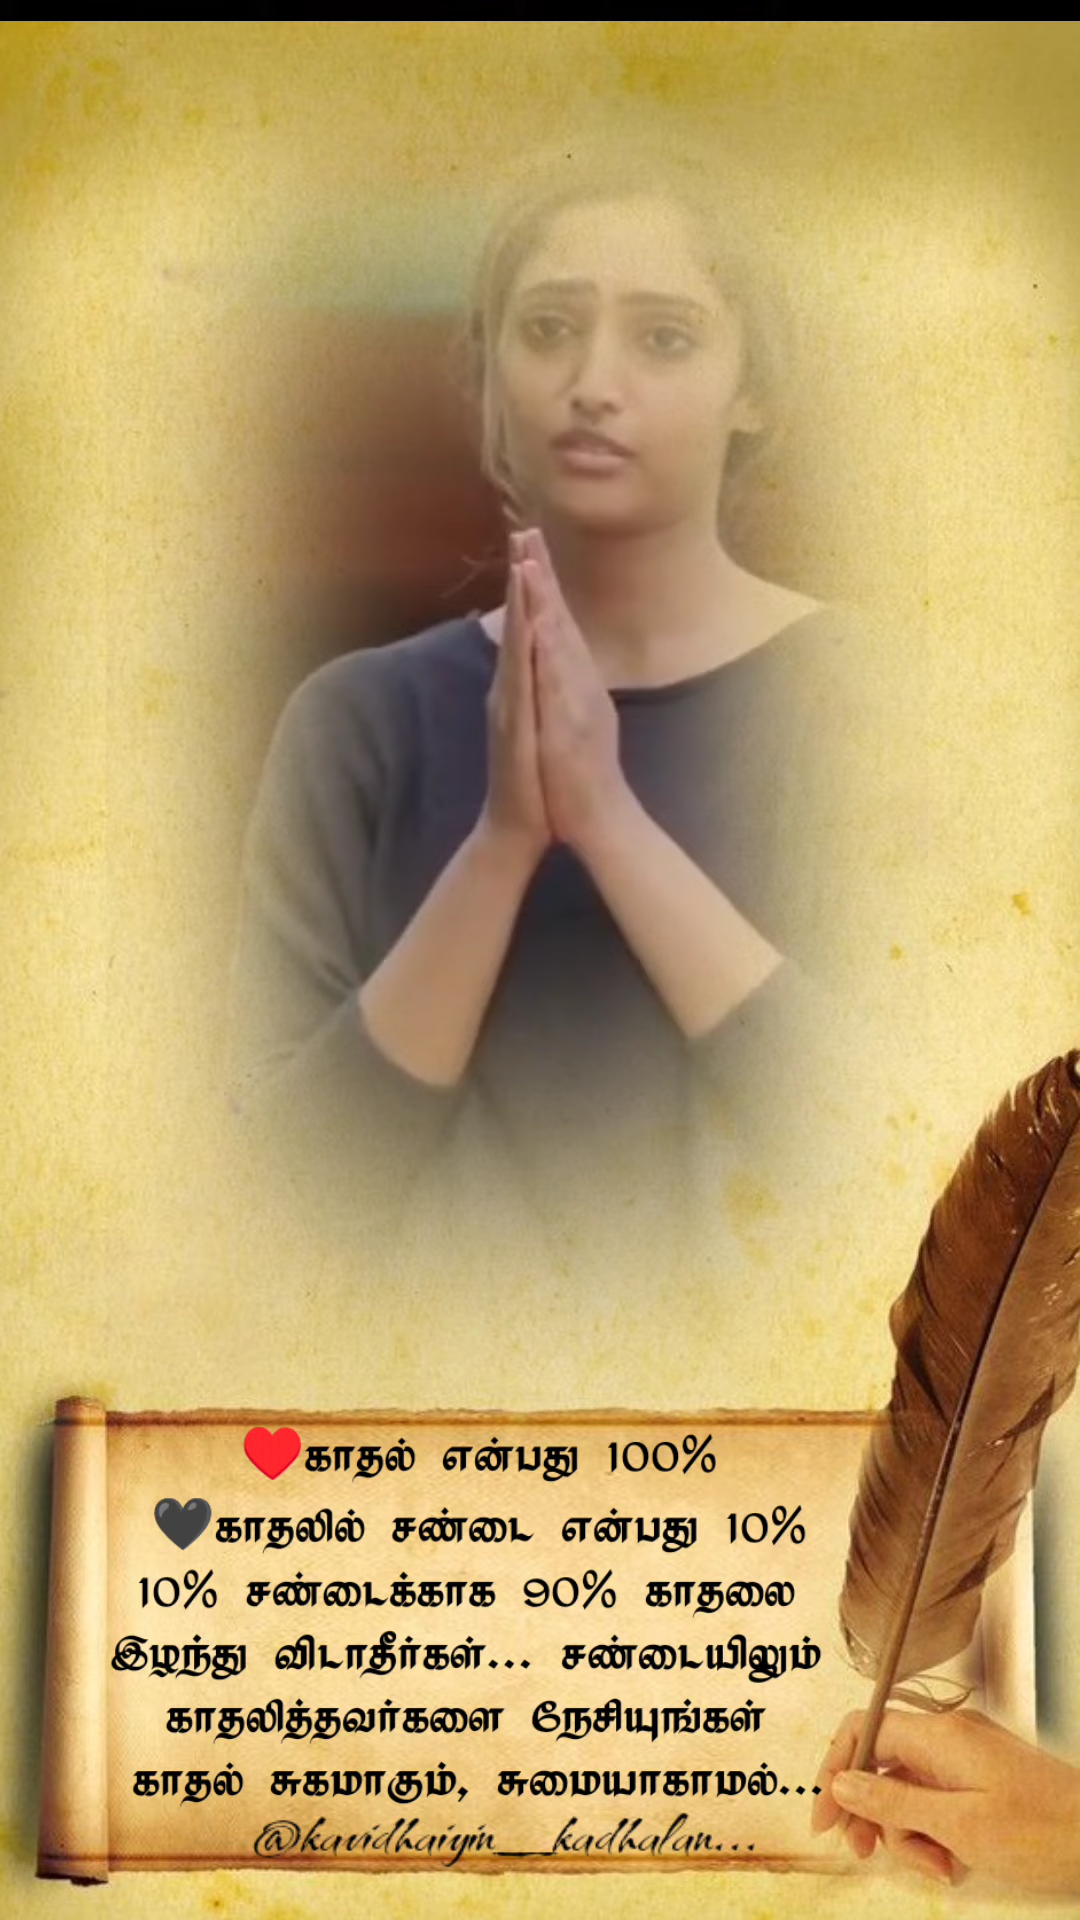 ❤️காதல் என்பது 100%
🖤காதலில் சண்டை என்பது 10%
10% சண்டைக்காக 90% காதலை
இழந்து விடாதீர்கள்... சண்டையிலும்
காதலித்தவர்களை நேசியுங்கள்
காதல் சுகமாகும், சுமையாகாமல்...
@kavidhaiyin__kadhalan...